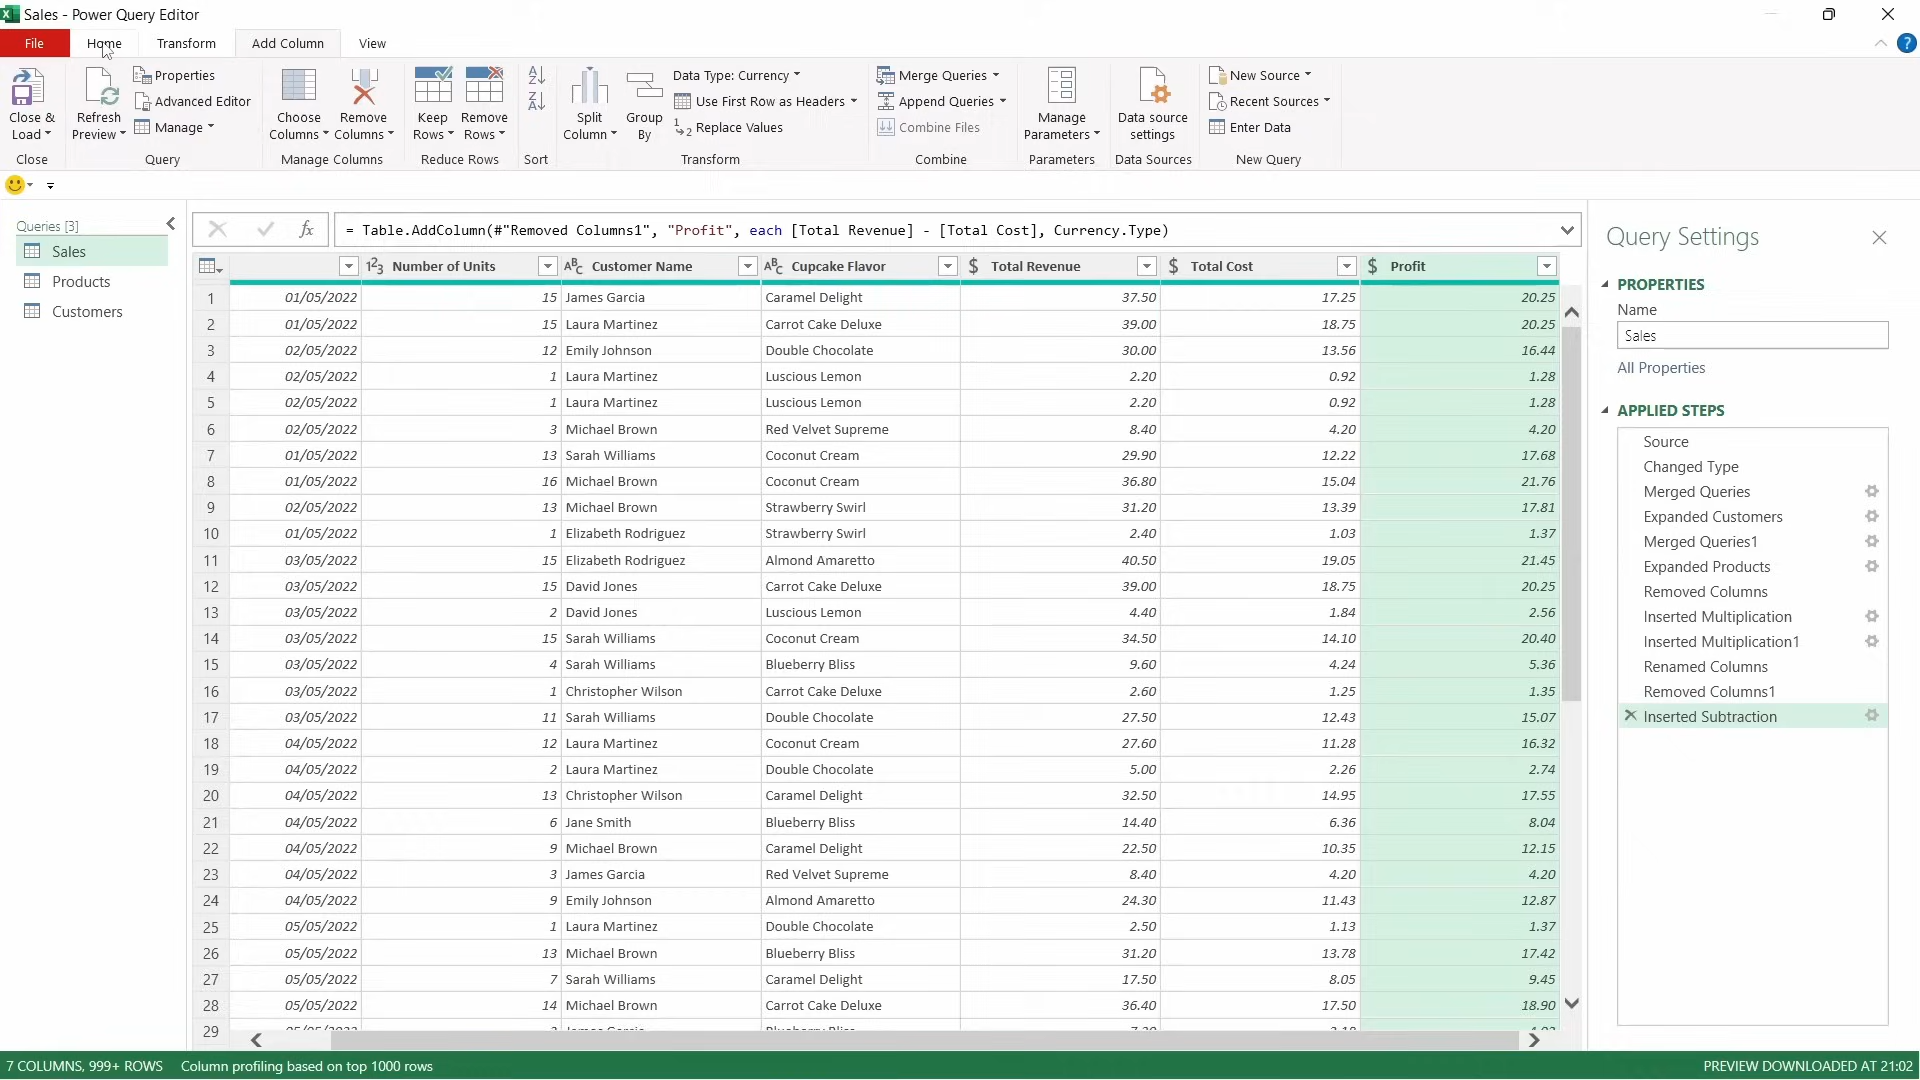 Sales - Power Query Editor
File Home Transform Add Column View
Close & Load
Refresh Preview
Properties
Advanced Editor
Manage
Choose Columns
Remove Columns
Keep Rows
Remove Rows
Split Column
Group By
Data Type: Currency
Use First Row as Headers
Replace Values
Merge Queries
Append Queries
Combine Files
Manage Parameters
Data source settings
New Source
Recent Sources
Enter Data
Close Query Manage Columns Reduce Rows Sort Transform Combine Parameters Data Sources New Query
Queries [3]
Sales
Products
Customers
fx = Table.AddColumn(#"Removed Columns1", "Profit", each [Total Revenue] - [Total Cost], Currency.Type)
123 Number of Units ABC Customer Name ABC Cupcake Flavor $ Total Revenue $ Total Cost $ Profit
1 01/05/2022 15 James Garcia Caramel Delight 37.50 17.25 20.25
2 01/05/2022 15 Laura Martinez Carrot Cake Deluxe 39.00 18.75 20.25
3 02/05/2022 12 Emily Johnson Double Chocolate 30.00 13.56 16.44
4 02/05/2022 1 Laura Martinez Luscious Lemon 2.20 0.92 1.28
5 02/05/2022 1 Laura Martinez Luscious Lemon 2.20 0.92 1.28
6 02/05/2022 3 Michael Brown Red Velvet Supreme 8.40 4.20 4.20
7 01/05/2022 13 Sarah Williams Coconut Cream 29.90 12.22 17.68
8 01/05/2022 16 Michael Brown Coconut Cream 36.80 15.04 21.76
9 02/05/2022 13 Michael Brown Strawberry Swirl 31.20 13.39 17.81
10 01/05/2022 1 Elizabeth Rodriguez Strawberry Swirl 2.40 1.03 1.37
11 03/05/2022 15 Elizabeth Rodriguez Almond Amaretto 40.50 19.05 21.45
12 03/05/2022 15 David Jones Carrot Cake Deluxe 39.00 18.75 20.25
13 03/05/2022 2 David Jones Luscious Lemon 4.40 1.84 2.56
14 03/05/2022 15 Sarah Williams Coconut Cream 34.50 14.10 20.40
15 03/05/2022 4 Sarah Williams Blueberry Bliss 9.60 4.24 5.36
16 03/05/2022 1 Christopher Wilson Carrot Cake Deluxe 2.60 1.25 1.35
17 03/05/2022 11 Sarah Williams Double Chocolate 27.50 12.43 15.07
18 04/05/2022 12 Laura Martinez Coconut Cream 27.60 11.28 16.32
19 04/05/2022 2 Laura Martinez Double Chocolate 5.00 2.26 2.74
20 04/05/2022 13 Christopher Wilson Caramel Delight 32.50 14.95 17.55
21 04/05/2022 6 Jane Smith Blueberry Bliss 14.40 6.36 8.04
22 04/05/2022 9 Michael Brown Caramel Delight 22.50 10.35 12.15
23 04/05/2022 3 James Garcia Red Velvet Supreme 8.40 4.20 4.20
24 04/05/2022 9 Emily Johnson Almond Amaretto 24.30 11.43 12.87
25 05/05/2022 1 Laura Martinez Double Chocolate 2.50 1.13 1.37
26 05/05/2022 13 Michael Brown Blueberry Bliss 31.20 13.78 17.42
27 05/05/2022 7 Sarah Williams Caramel Delight 17.50 8.05 9.45
28 05/05/2022 14 Michael Brown Carrot Cake Deluxe 36.40 17.50 18.90
29
Query Settings
PROPERTIES
Name
Sales
All Properties
APPLIED STEPS
Source
Changed Type
Merged Queries
Expanded Customers
Merged Queries1
Expanded Products
Removed Columns
Inserted Multiplication
Inserted Multiplication1
Renamed Columns
Removed Columns1
Inserted Subtraction
7 COLUMNS, 999+ ROWS Column profiling based on top 1000 rows PREVIEW DOWNLOADED AT 21:02